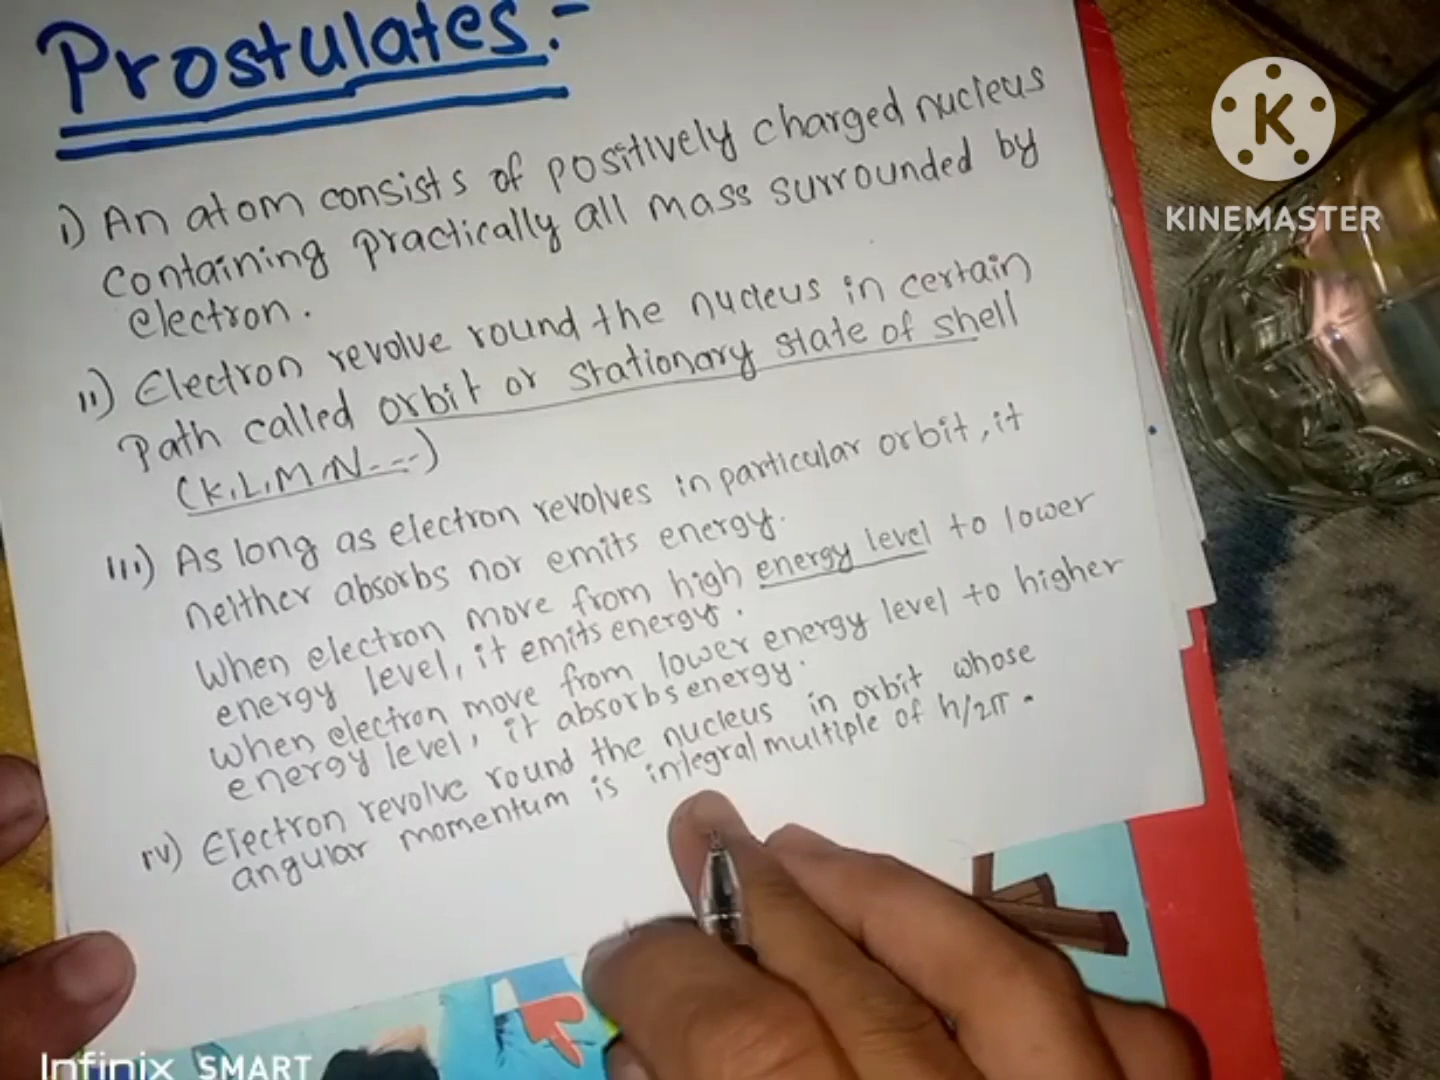 Prostulates:-
i) An atom consists of positively charged nucleus
containing practically all mass surrounded by
electron.
ii) Electron revolve round the nucleus in certain
path called orbit or stationary state of shell
(K,L,M,N----)
iii) As long as electron revolves in particular orbit, it
neither absorbs nor emits energy.
When electron move from high energy level to lower
energy level, it emits energy.
When electron move from lower energy level to higher
energy level, it absorbs energy.
iv) Electron revolve round the nucleus in orbit whose
angular momentum is integral multiple of h/2π.
K
KINEMASTER
Infinix SMART